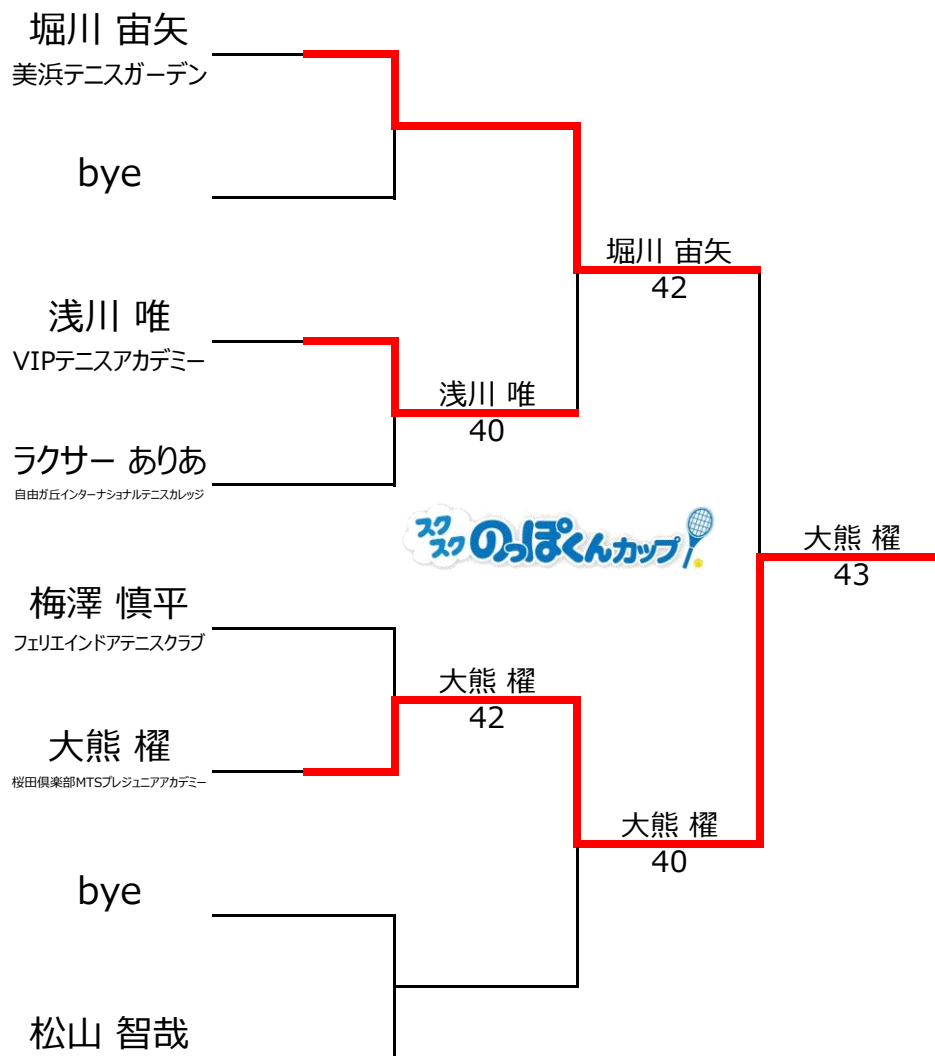 堀川 宙矢
美浜テニスガーデン
bye
堀川 宙矢
42
浅川 唯
VIPテニスアカデミー
浅川 唯
40
ラクサー ありあ
自由ガ丘インターナショナルテニスカレッジ
スクスク
のっぽくんカップ
大熊 櫂
43
梅澤 慎平
フェリエインドアテニスクラブ
大熊 櫂
42
大熊 櫂
桜田倶楽部MTSプレジュニアアカデミー
大熊 櫂
40
bye
松山 智哉